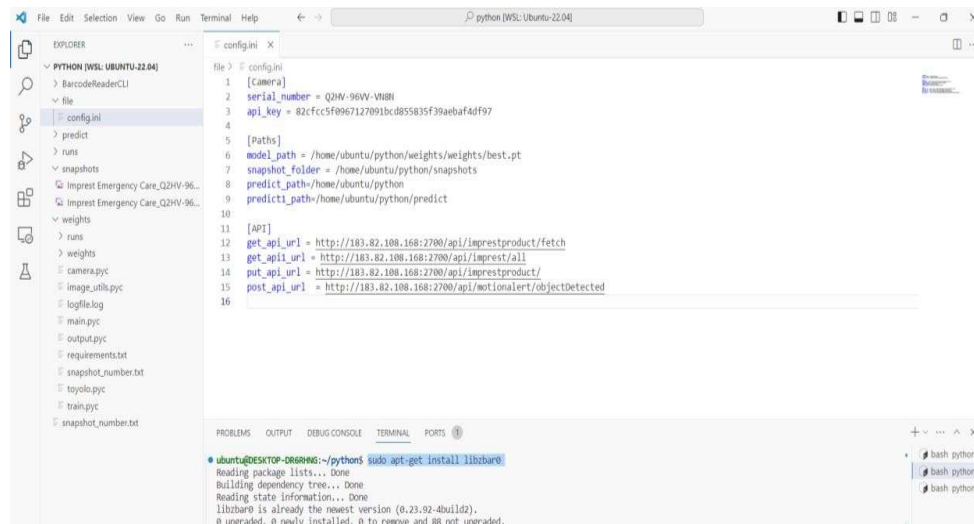 File Edit Selection View Go Run Terminal Help
python [WSL: Ubuntu-22.04]
EXPLORER
PYTHON [WSL: UBUNTU-22.04]
BarcodeReaderCLI
file
config.ini
predict
runs
snapshots
Imprest Emergency Care_Q2HV-96...
Imprest Emergency Care_Q2HV-96...
weights
runs
weights
camera.pyc
image_utils.pyc
logfile.log
main.pyc
output.pyc
requirements.txt
snapshot_number.txt
toyolo.pyc
train.pyc
snapshot_number.txt
config.ini
file > config.ini
1 [Camera]
2 serial_number = Q2HV-96VV-VN8N
3 api_key = 82cfcc5f0967127091bcd855835f39aebaf4df97
4
5 [Paths]
6 model_path = /home/ubuntu/python/weights/weights/best.pt
7 snapshot_folder = /home/ubuntu/python/snapshots
8 predict_path=/home/ubuntu/python
9 predict1_path=/home/ubuntu/python/predict
10
11 [API]
12 get_api_url = http://183.82.108.168:2700/api/imprestproduct/fetch
13 get_api1_url = http://183.82.108.168:2700/api/imprest/all
14 put_api_url = http://183.82.108.168:2700/api/imprestproduct/
15 post_api_url = http://183.82.108.168:2700/api/motionalert/objectDetected
16
PROBLEMS OUTPUT DEBUG CONSOLE TERMINAL PORTS 1
ubuntu@DESKTOP-DR6RHNG:~/python$ sudo apt-get install libzbar0
Reading package lists... Done
Building dependency tree... Done
Reading state information... Done
libzbar0 is already the newest version (0.23.92-4build2).
0 upgraded, 0 newly installed, 0 to remove and 88 not upgraded.
bash python
bash python
bash python